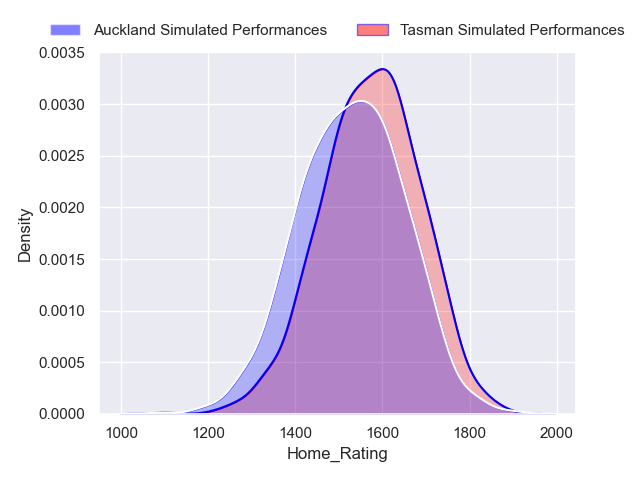 Auckland Simulated Performances Tasman Simulated Performances
0.0035
0.0030
0.0025
0.0020
0.0015
0.0010
0.0005
0.0000
Density
1000 1200 1400 1600 1800 2000
Home_Rating